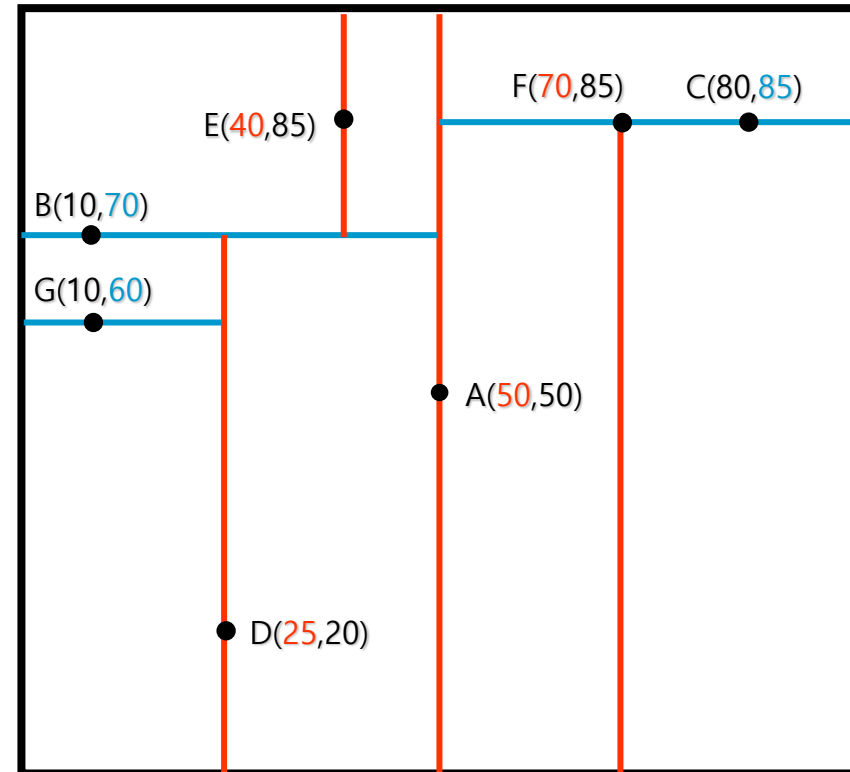 F(70,85)
C(80,85)
E(40,85)
B(10,70)
G(10,60)
A(50,50)
D(25,20)